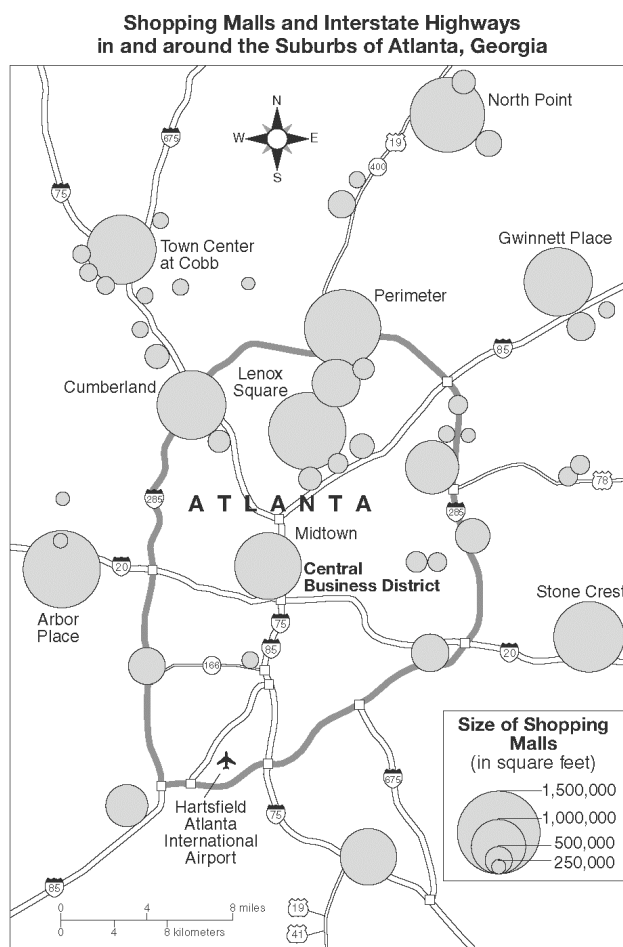 Shopping Malls and Interstate Highways
in and around the Suburbs of Atlanta, Georgia
N
W
E
S
North Point
19
400
675
75
Town Center
at Cobb
Gwinnett Place
Perimeter
85
Cumberland
Lenox
Square
78
285
ATLANTA
285
Midtown
20
Central
Business District
Arbor
Place
Stone Crest
75
85
20
166
Size of Shopping
Malls
(in square feet)
1,500,000
1,000,000
500,000
250,000
675
Hartsfield
Atlanta
International
Airport
75
85
19
41
0 4 8 miles
0 4 8 kilometers